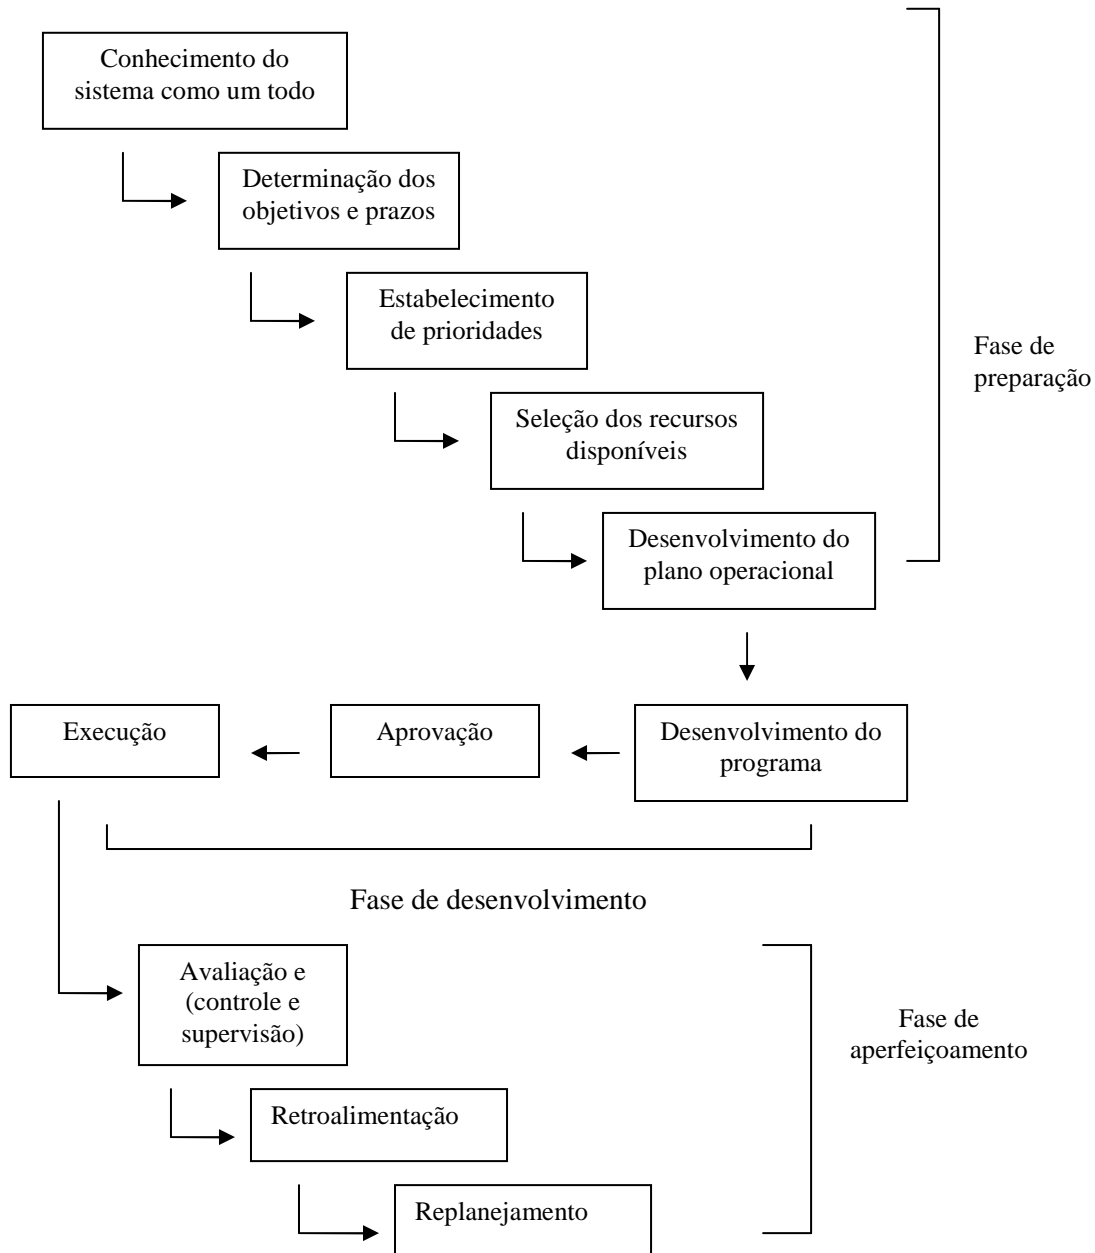 Conhecimento do
sistema como um todo
Determinação dos
objetivos e prazos
Estabelecimento
de prioridades
Fase de
preparação
Seleção dos recursos
disponíveis
Desenvolvimento do
plano operacional
Execução
Aprovação
Desenvolvimento do
programa
Fase de desenvolvimento
Avaliação e
(controle e
supervisão)
Fase de
aperfeiçoamento
Retroalimentação
Replanejamento